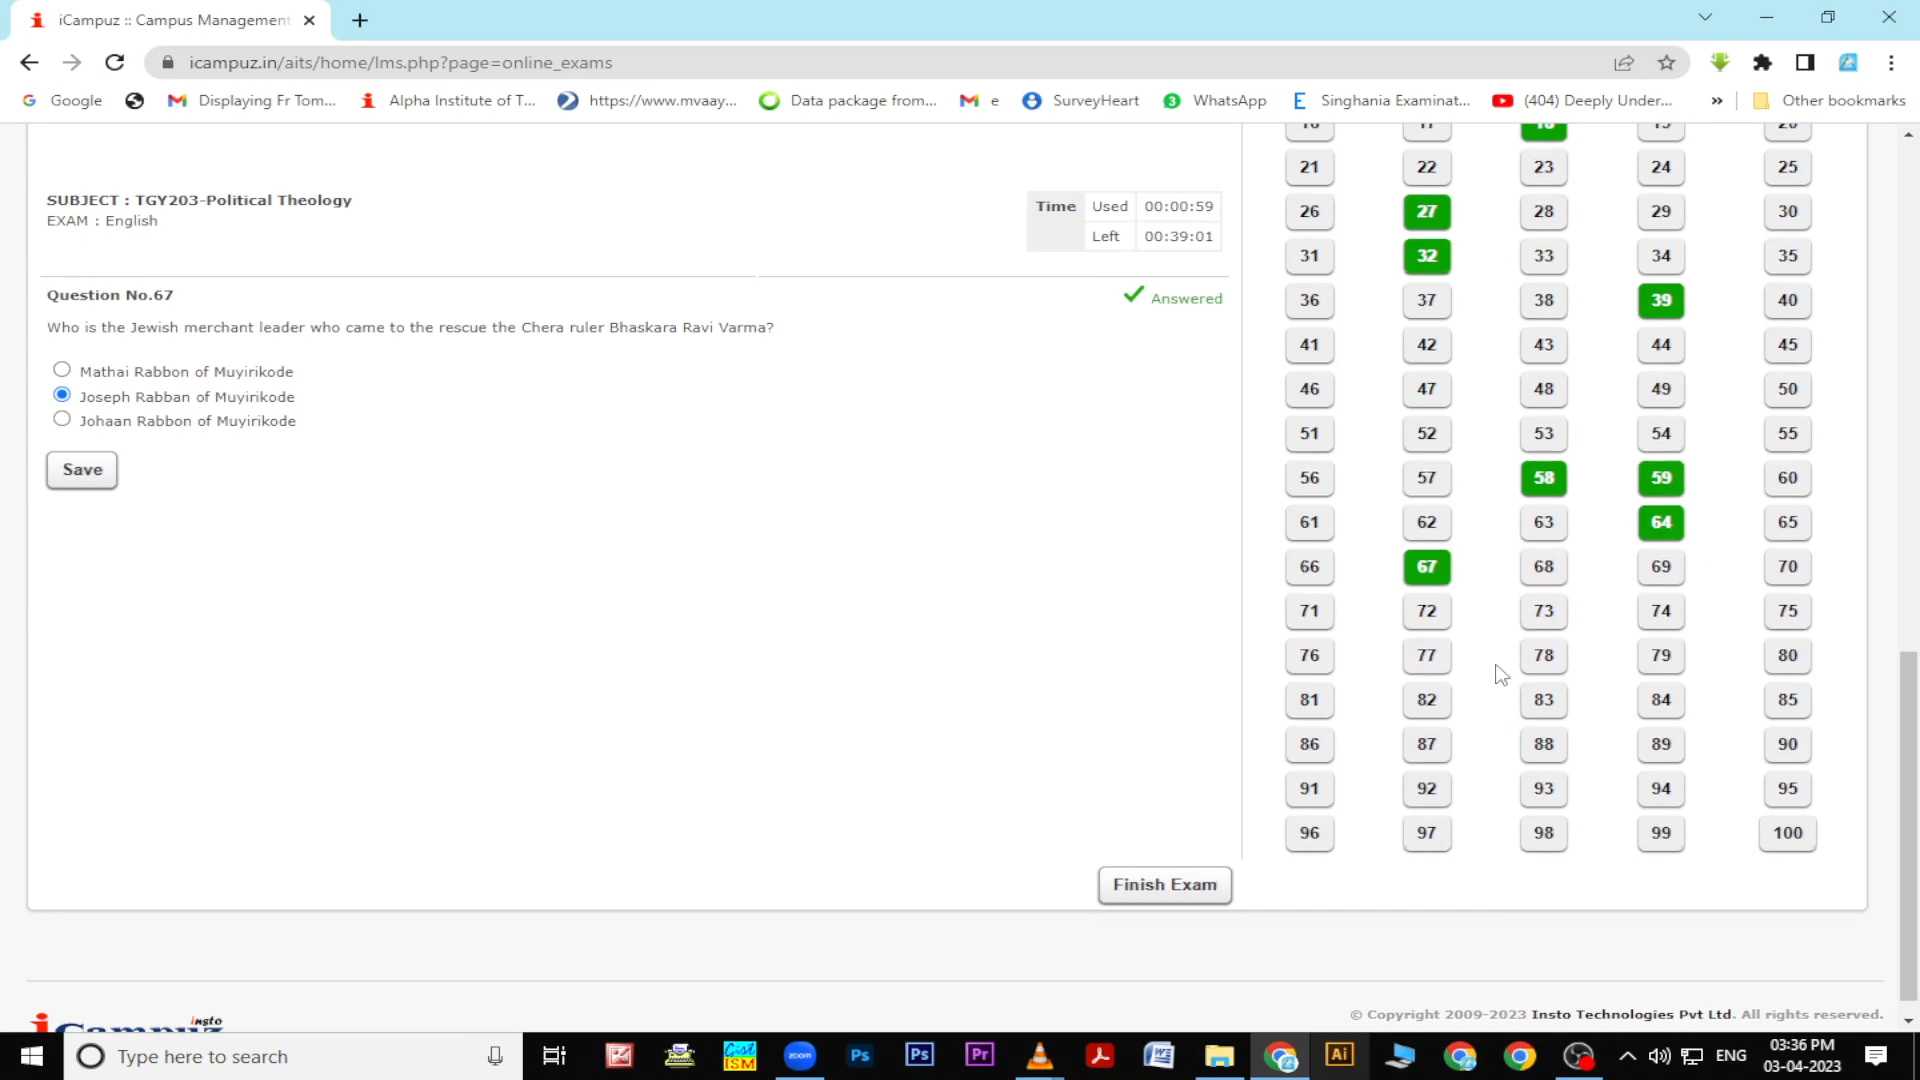 iCampuz :: Campus Management
icampuz.in/aits/home/lms.php?page=online_exams
Google
Displaying Fr Tom...
Alpha Institute of T...
https://www.mvaay...
Data package from...
e
SurveyHeart
WhatsApp
Singhania Examinat...
(404) Deeply Under...
»
Other bookmarks
16 17 18 19 20
21 22 23 24 25
SUBJECT : TGY203-Political Theology
EXAM : English
Time Used 00:00:59
Left 00:39:01
26 27 28 29 30
31 32 33 34 35
Question No.67
Answered
Who is the Jewish merchant leader who came to the rescue the Chera ruler Bhaskara Ravi Varma?
Mathai Rabbon of Muyirikode
Joseph Rabban of Muyirikode
Johaan Rabbon of Muyirikode
Save
36 37 38 39 40
41 42 43 44 45
46 47 48 49 50
51 52 53 54 55
56 57 58 59 60
61 62 63 64 65
66 67 68 69 70
71 72 73 74 75
76 77 78 79 80
81 82 83 84 85
86 87 88 89 90
91 92 93 94 95
96 97 98 99 100
Finish Exam
insto
iCampuz
© Copyright 2009-2023 Insto Technologies Pvt Ltd. All rights reserved.
Type here to search
Gist
ISM
zoom
Ps
Ps
Pr
Ai
ENG
03:36 PM
03-04-2023